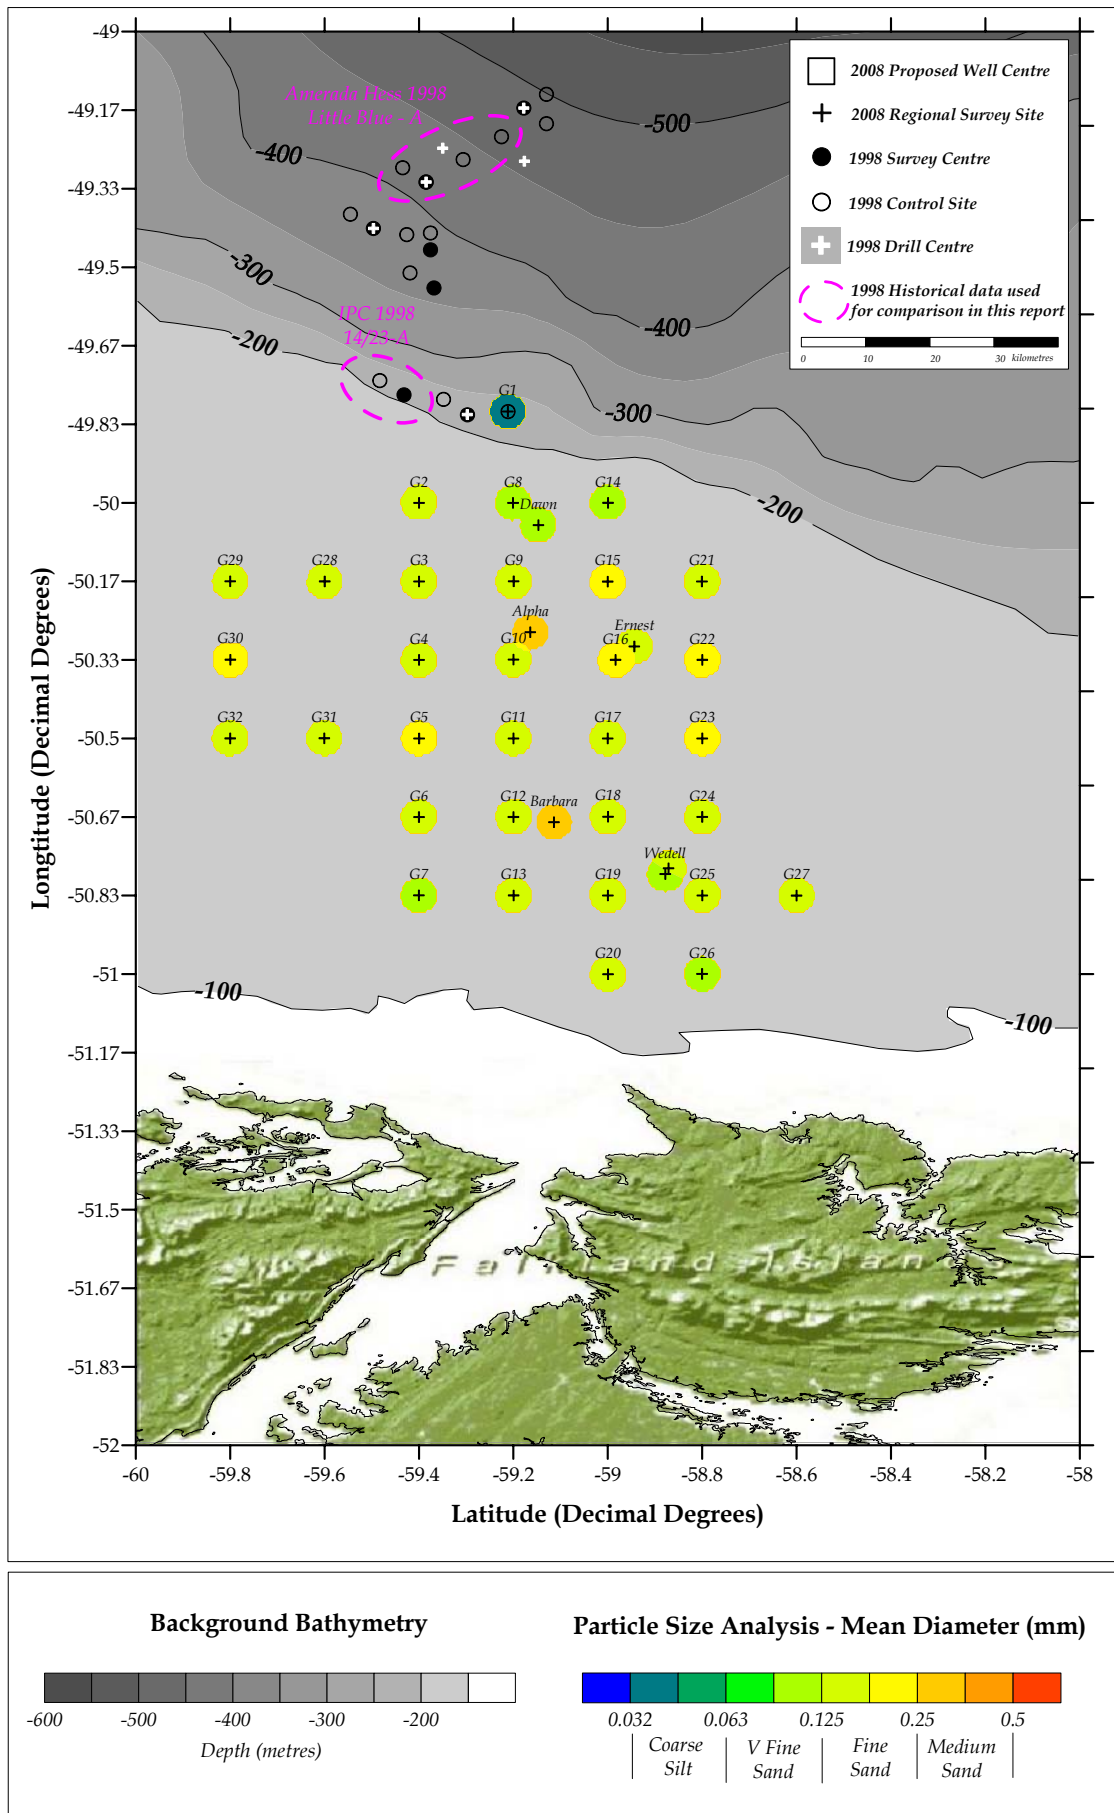 -49
-49.17
-49.33
-49.5
-49.67
-49.83
-50
-50.17
-50.33
-50.5
-50.67
-50.83
-51
-51.17
-51.33
-51.5
-51.67
-51.83
-52
Longtitude (Decimal Degrees)
Amerada Hess 1998
Little Blue - A
-500
-400
-300
IPC 1998
14/23-A
-200
-400
-300
-200
2008 Proposed Well Centre
2008 Regional Survey Site
1998 Survey Centre
1998 Control Site
1998 Drill Centre
1998 Historical data used
for comparison in this report
0 10 20 30 kilometres
G1
G2 G8 G14
Dawn
G29 G28 G3 G9 G15 G21
Alpha
Ernest
G30 G4 G10 G16 G22
G32 G31 G5 G11 G17 G23
G6 G12 Barbara G18 G24
Wedell
G7 G13 G19 G25 G27
G20 G26
-100
-100
Falkland Islands
-60 -59.8 -59.6 -59.4 -59.2 -59 -58.8 -58.6 -58.4 -58.2 -58
Latitude (Decimal Degrees)
Background Bathymetry
-600 -500 -400 -300 -200
Depth (metres)
Particle Size Analysis - Mean Diameter (mm)
0.032 0.063 0.125 0.25 0.5
Coarse
Silt
V Fine
Sand
Fine
Sand
Medium
Sand